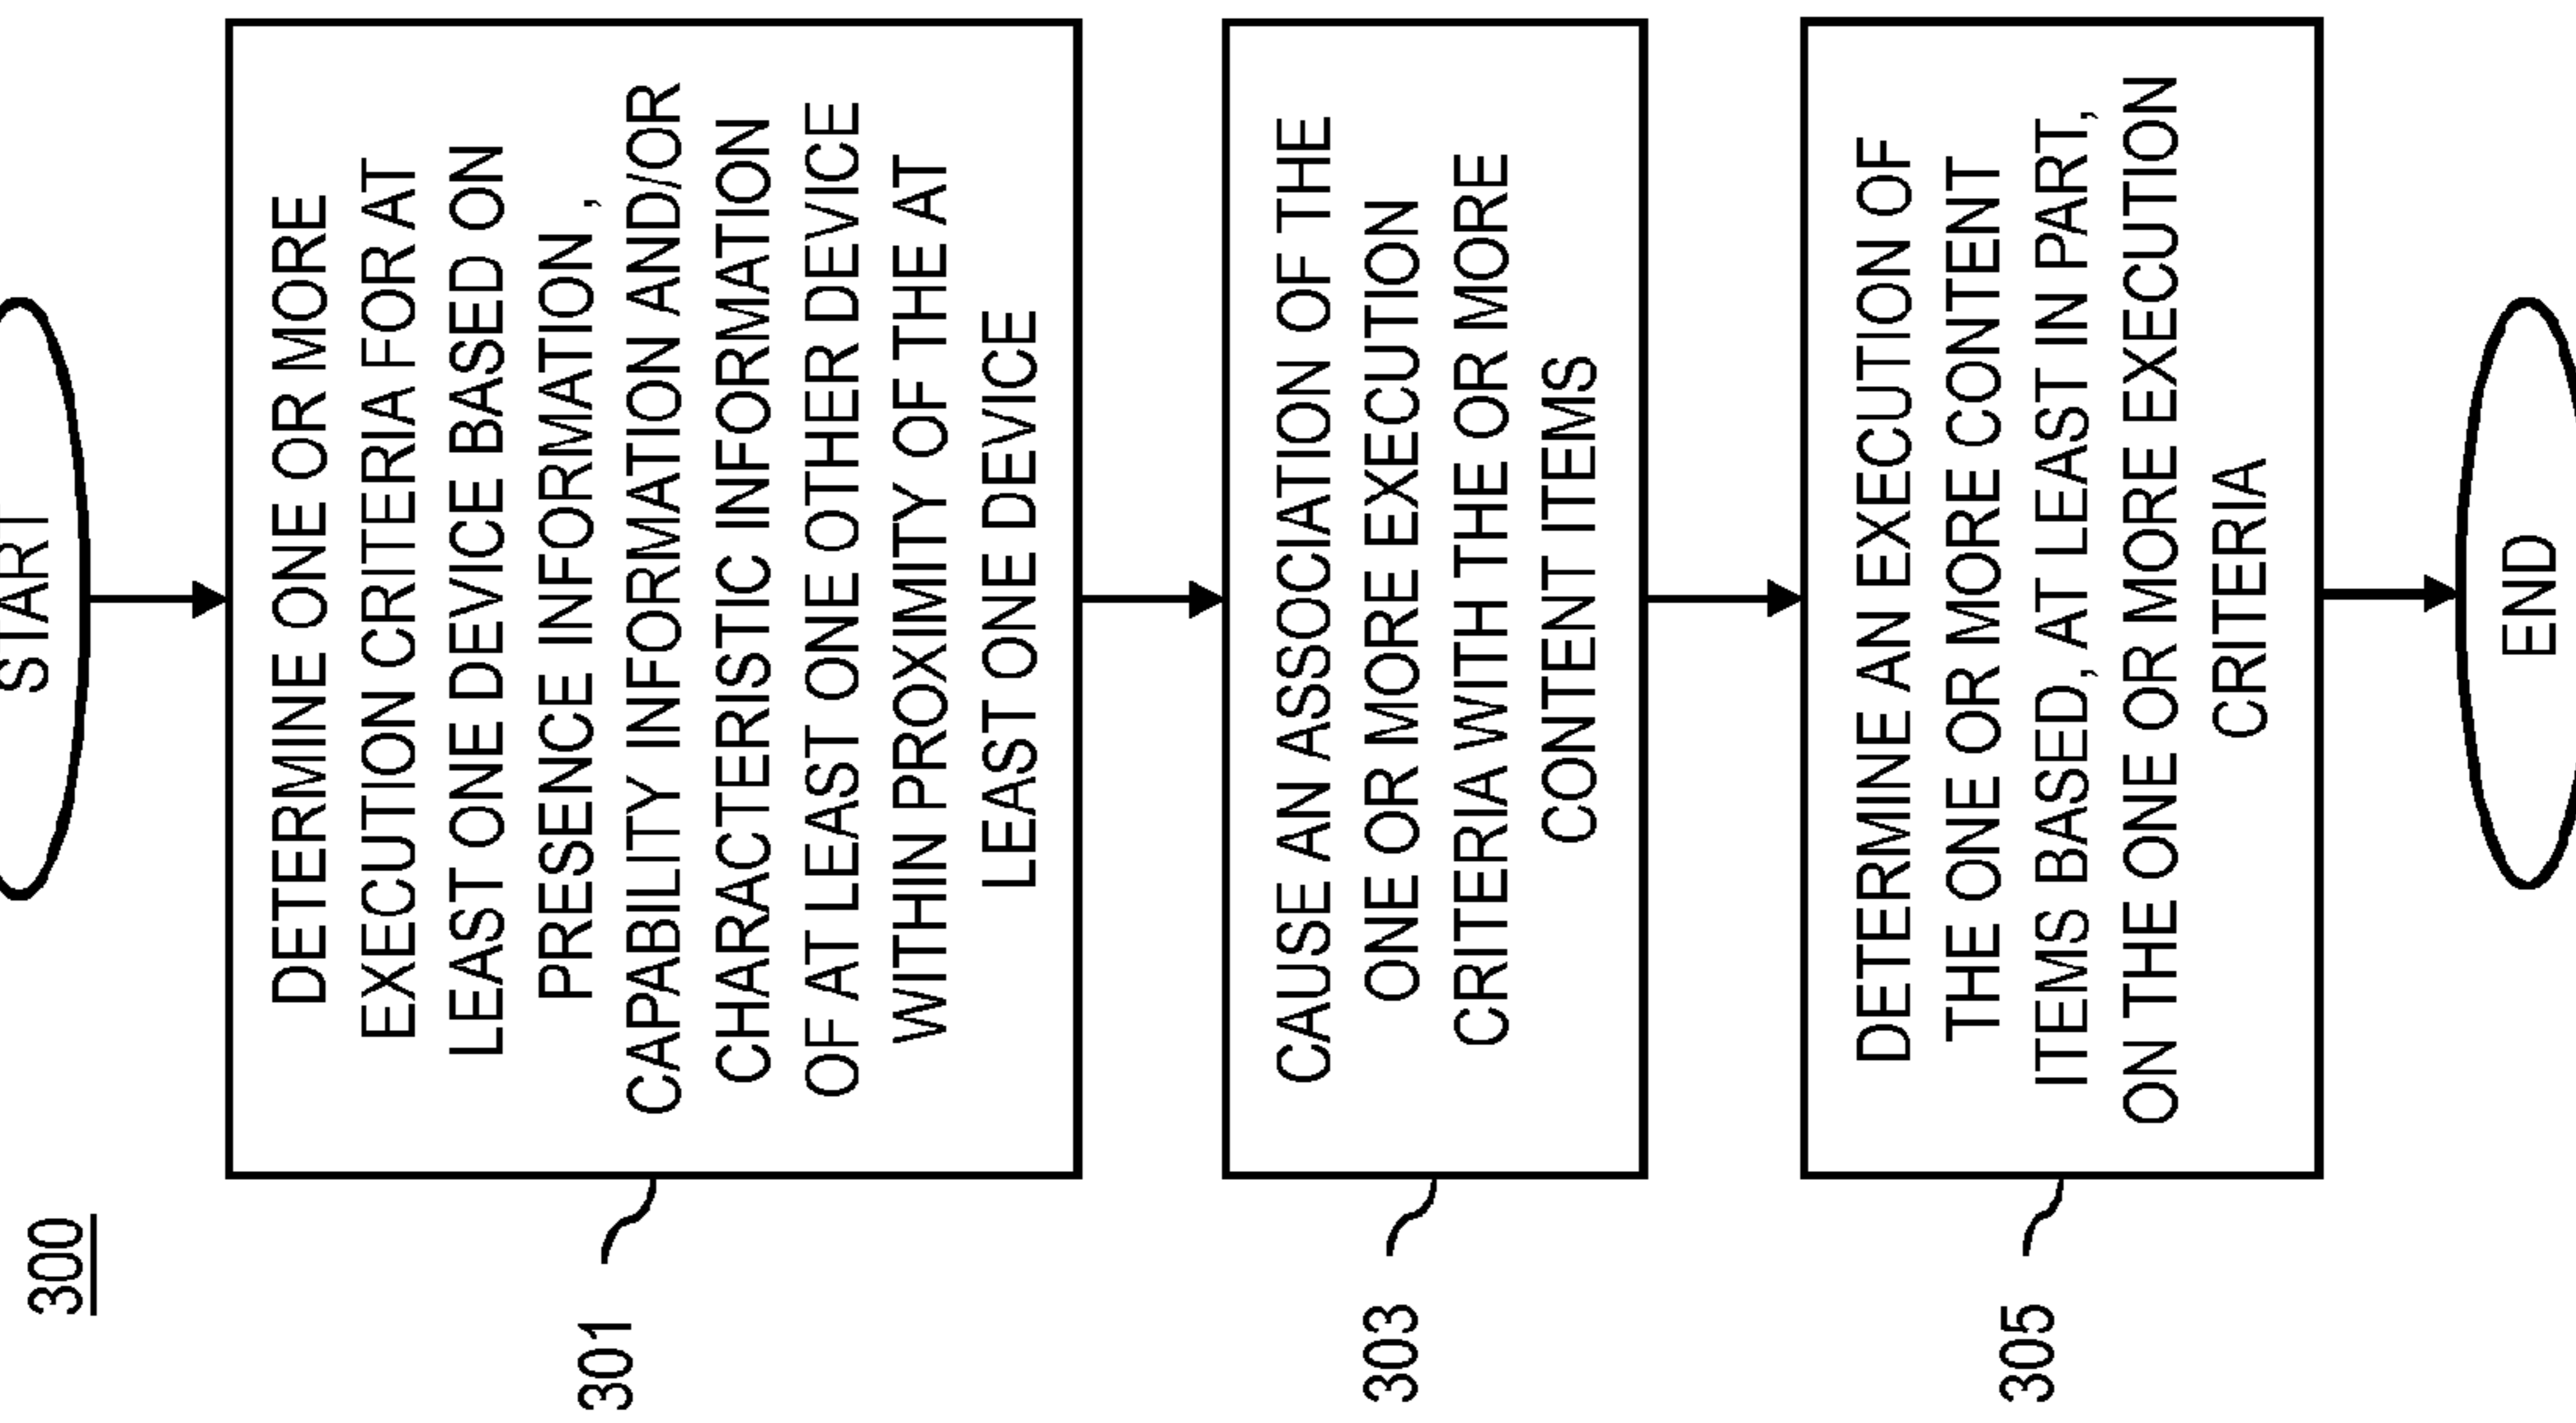 300
START
301
DETERMINE ONE OR MORE
EXECUTION CRITERIA FOR AT
LEAST ONE DEVICE BASED ON
PRESENCE INFORMATION ,
CAPABILITY INFORMATION AND/OR
CHARACTERISTIC INFORMATION
OF AT LEAST ONE OTHER DEVICE
WITHIN PROXIMITY OF THE AT
LEAST ONE DEVICE
303
CAUSE AN ASSOCIATION OF THE
ONE OR MORE EXECUTION
CRITERIA WITH THE OR MORE
CONTENT ITEMS
305
DETERMINE AN EXECUTION OF
THE ONE OR MORE CONTENT
ITEMS BASED, AT LEAST IN PART,
ON THE ONE OR MORE EXECUTION
CRITERIA
END